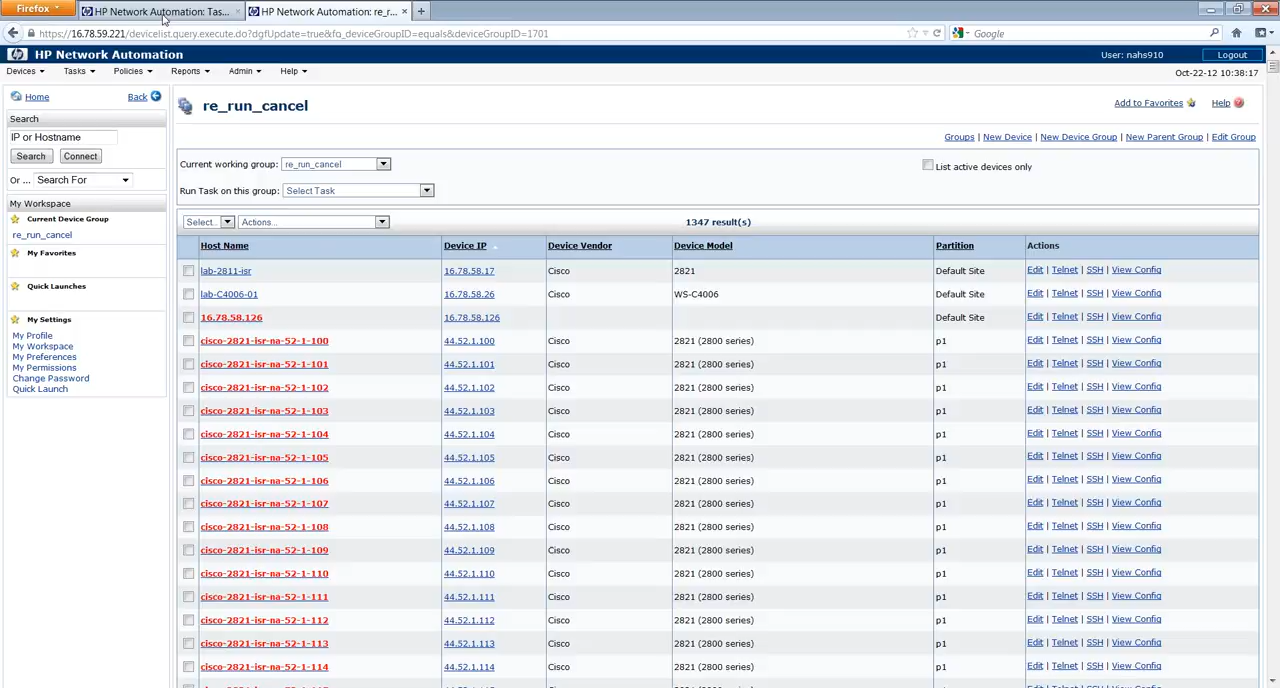 Firefox
HP Network Automation: Tas...
HP Network Automation: re_r...
https://16.78.59.221/devicelist.query.execute.do?dgfUpdate=true&fq_deviceGroupID=equals&deviceGroupID=1701
Google
HP Network Automation
User: nahs910
Logout
Devices
Tasks
Policies
Reports
Admin
Help
Oct-22-12 10:38:17
Home
Back
Search
IP or Hostname
Search
Connect
Or ...
Search For
My Workspace
Current Device Group
re_run_cancel
My Favorites
Quick Launches
My Settings
My Profile
My Workspace
My Preferences
My Permissions
Change Password
Quick Launch
re_run_cancel
Add to Favorites
Help
Groups | New Device | New Device Group | New Parent Group | Edit Group
Current working group: re_run_cancel
List active devices only
Run Task on this group: Select Task
Select.. Actions...
1347 result(s)
Host Name Device IP Device Vendor Device Model Partition Actions
lab-2811-isr 16.78.58.17 Cisco 2821 Default Site Edit | Telnet | SSH | View Config
lab-C4006-01 16.78.58.26 Cisco WS-C4006 Default Site Edit | Telnet | SSH | View Config
16.78.58.126 16.78.58.126 Default Site Edit | Telnet | SSH | View Config
cisco-2821-isr-na-52-1-100 44.52.1.100 Cisco 2821 (2800 series) p1 Edit | Telnet | SSH | View Config
cisco-2821-isr-na-52-1-101 44.52.1.101 Cisco 2821 (2800 series) p1 Edit | Telnet | SSH | View Config
cisco-2821-isr-na-52-1-102 44.52.1.102 Cisco 2821 (2800 series) p1 Edit | Telnet | SSH | View Config
cisco-2821-isr-na-52-1-103 44.52.1.103 Cisco 2821 (2800 series) p1 Edit | Telnet | SSH | View Config
cisco-2821-isr-na-52-1-104 44.52.1.104 Cisco 2821 (2800 series) p1 Edit | Telnet | SSH | View Config
cisco-2821-isr-na-52-1-105 44.52.1.105 Cisco 2821 (2800 series) p1 Edit | Telnet | SSH | View Config
cisco-2821-isr-na-52-1-106 44.52.1.106 Cisco 2821 (2800 series) p1 Edit | Telnet | SSH | View Config
cisco-2821-isr-na-52-1-107 44.52.1.107 Cisco 2821 (2800 series) p1 Edit | Telnet | SSH | View Config
cisco-2821-isr-na-52-1-108 44.52.1.108 Cisco 2821 (2800 series) p1 Edit | Telnet | SSH | View Config
cisco-2821-isr-na-52-1-109 44.52.1.109 Cisco 2821 (2800 series) p1 Edit | Telnet | SSH | View Config
cisco-2821-isr-na-52-1-110 44.52.1.110 Cisco 2821 (2800 series) p1 Edit | Telnet | SSH | View Config
cisco-2821-isr-na-52-1-111 44.52.1.111 Cisco 2821 (2800 series) p1 Edit | Telnet | SSH | View Config
cisco-2821-isr-na-52-1-112 44.52.1.112 Cisco 2821 (2800 series) p1 Edit | Telnet | SSH | View Config
cisco-2821-isr-na-52-1-113 44.52.1.113 Cisco 2821 (2800 series) p1 Edit | Telnet | SSH | View Config
cisco-2821-isr-na-52-1-114 44.52.1.114 Cisco 2821 (2800 series) p1 Edit | Telnet | SSH | View Config